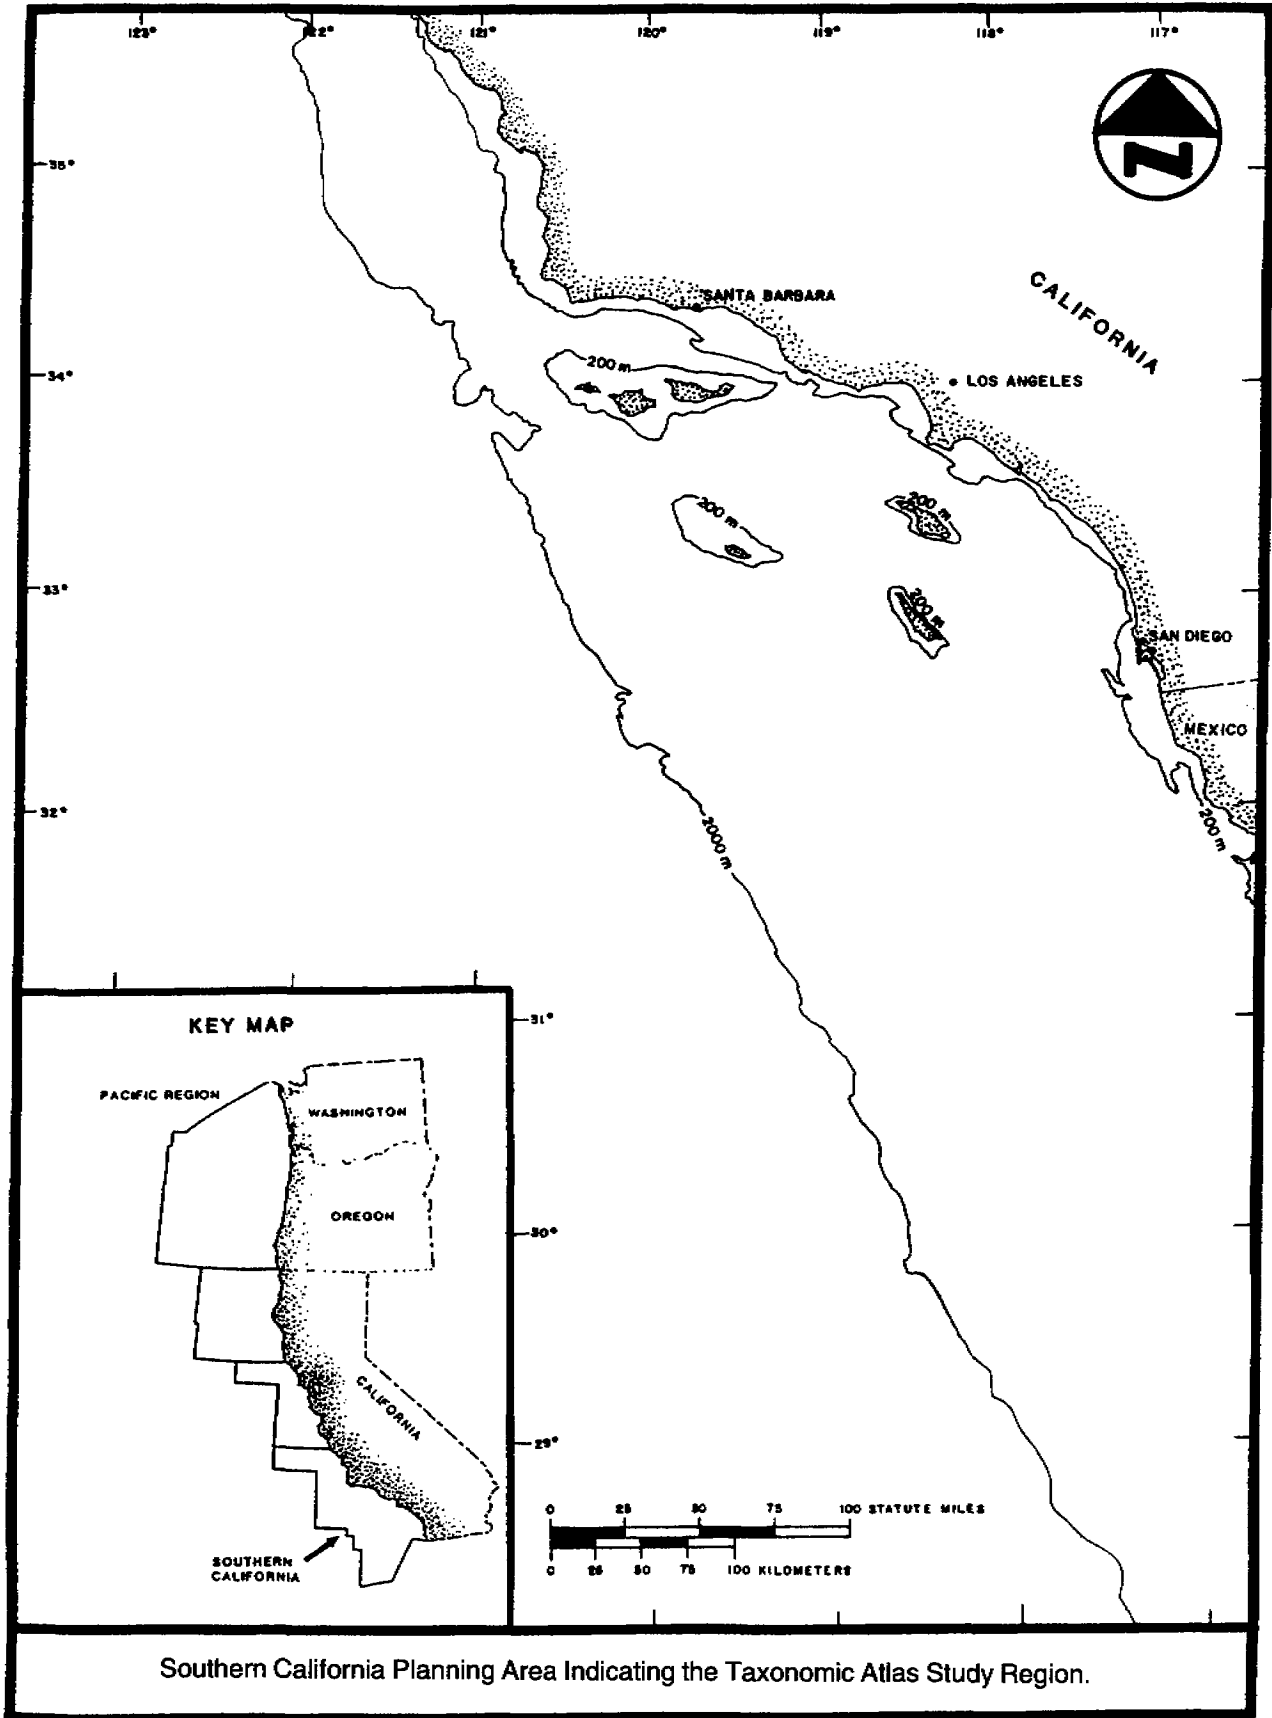 123° 122° 121° 120° 119° 118° 117°
N
35°
CALIFORNIA
SANTA BARBARA
200 m
34°
LOS ANGELES
200 m
200 m
33°
200 m
SAN DIEGO
MEXICO
32°
2000 m
200 m
KEY MAP
31°
PACIFIC REGION
WASHINGTON
OREGON
30°
CALIFORNIA
29°
0 25 50 75 100 STATUTE MILES
SOUTHERN
CALIFORNIA
0 25 50 75 100 KILOMETERS
Southern California Planning Area Indicating the Taxonomic Atlas Study Region.